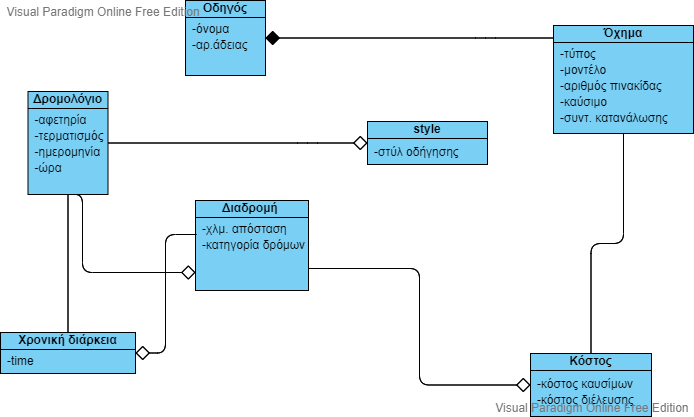 Visual Paradigm Online Free Edition
Οδηγός
-όνομα
-αρ.άδειας
Όχημα
-τύπος
-μοντέλο
-αριθμός πινακίδας
-καύσιμο
-συντ. κατανάλωσης
Δρομολόγιο
-αφετηρία
-τερματισμός
-ημερομηνία
-ώρα
style
-στύλ οδήγησης
Διαδρομή
-χλμ. απόσταση
-κατηγορία δρόμων
Χρονική διάρκεια
-time
Κόστος
-κόστος καυσίμων
-κόστος διέλευσης
Visual Paradigm Online Free Edition